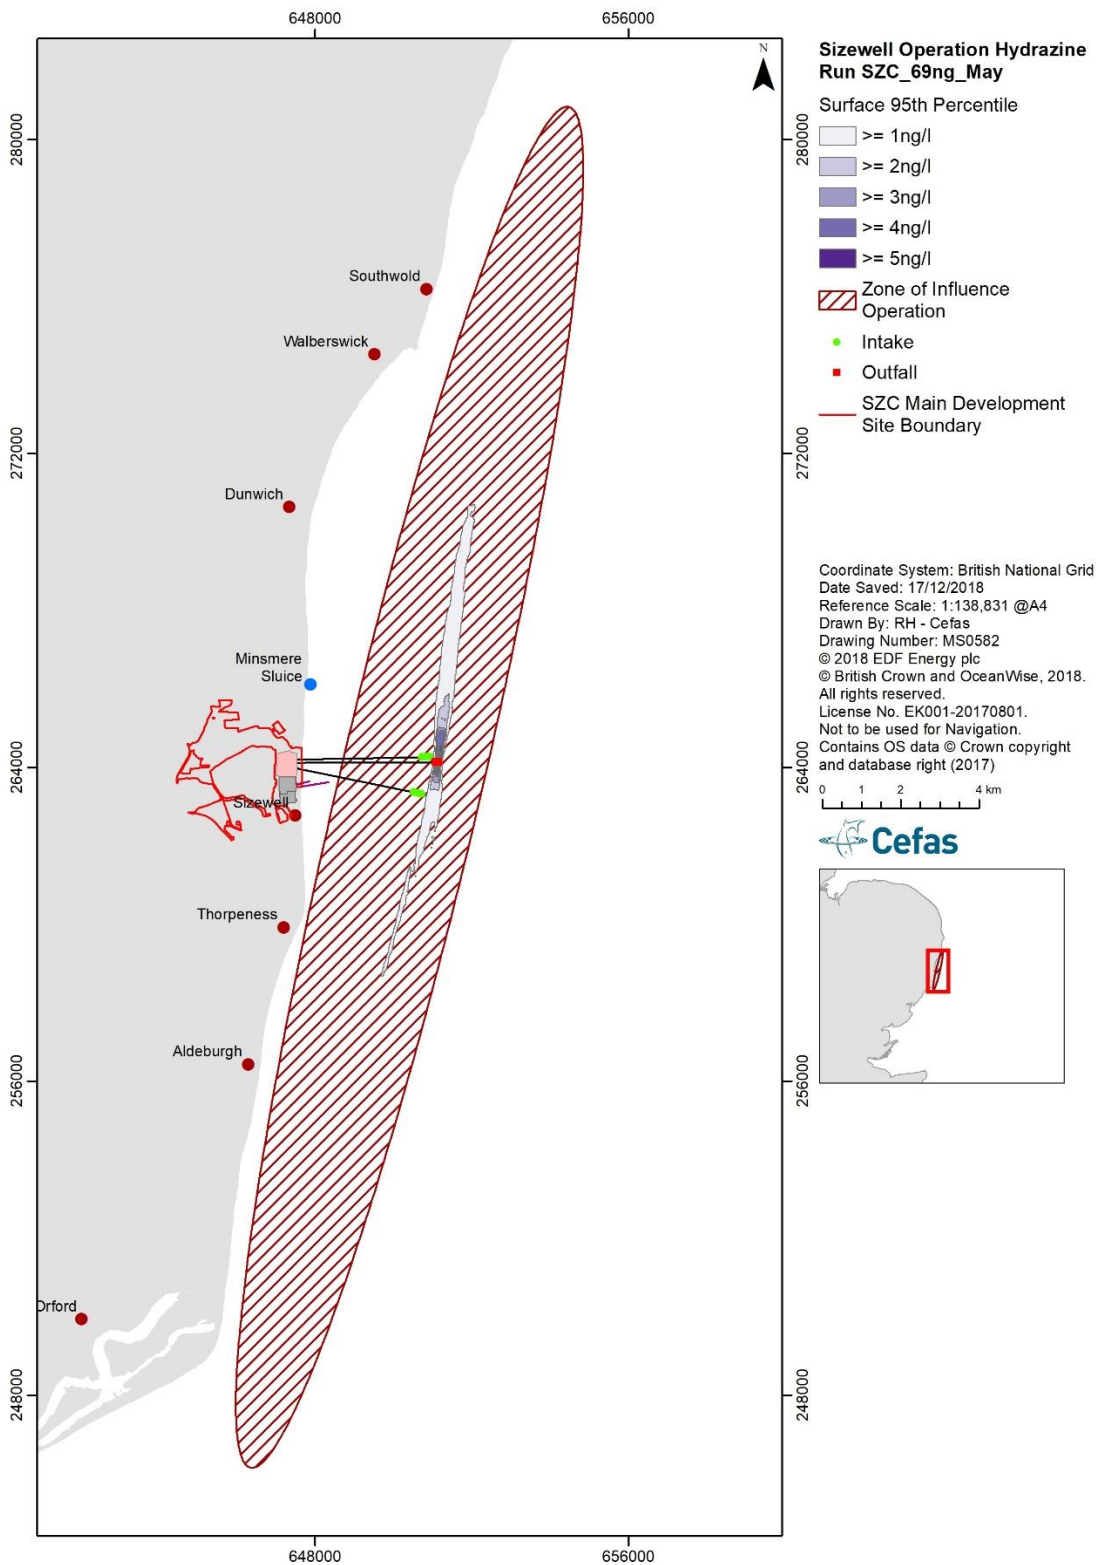 648000
656000
N
280000
280000
272000
272000
264000
264000
256000
256000
248000
248000
Southwold
Walberswick
Dunwich
Minsmere
Sluice
Sizewell
Thorpeness
Aldeburgh
Orford
648000
656000
Sizewell Operation Hydrazine
Run SZC_69ng_May
Surface 95th Percentile
>= 1ng/l
>= 2ng/l
>= 3ng/l
>= 4ng/l
>= 5ng/l
Zone of Influence
Operation
Intake
Outfall
SZC Main Development
Site Boundary
Coordinate System: British National Grid
Date Saved: 17/12/2018
Reference Scale: 1:138,831 @A4
Drawn By: RH - Cefas
Drawing Number: MS0582
© 2018 EDF Energy plc
© British Crown and OceanWise, 2018.
All rights reserved.
License No. EK001-20170801.
Not to be used for Navigation.
Contains OS data © Crown copyright
and database right (2017)
0 1 2 4 km
Cefas